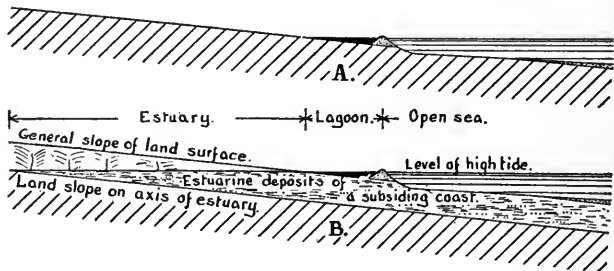 A.
Estuary. Lagoon. Open sea.
General slope of land surface.
Level of high tide.
Estuarine deposits of
a subsiding coast.
Land slope on axis of estuary.
B.